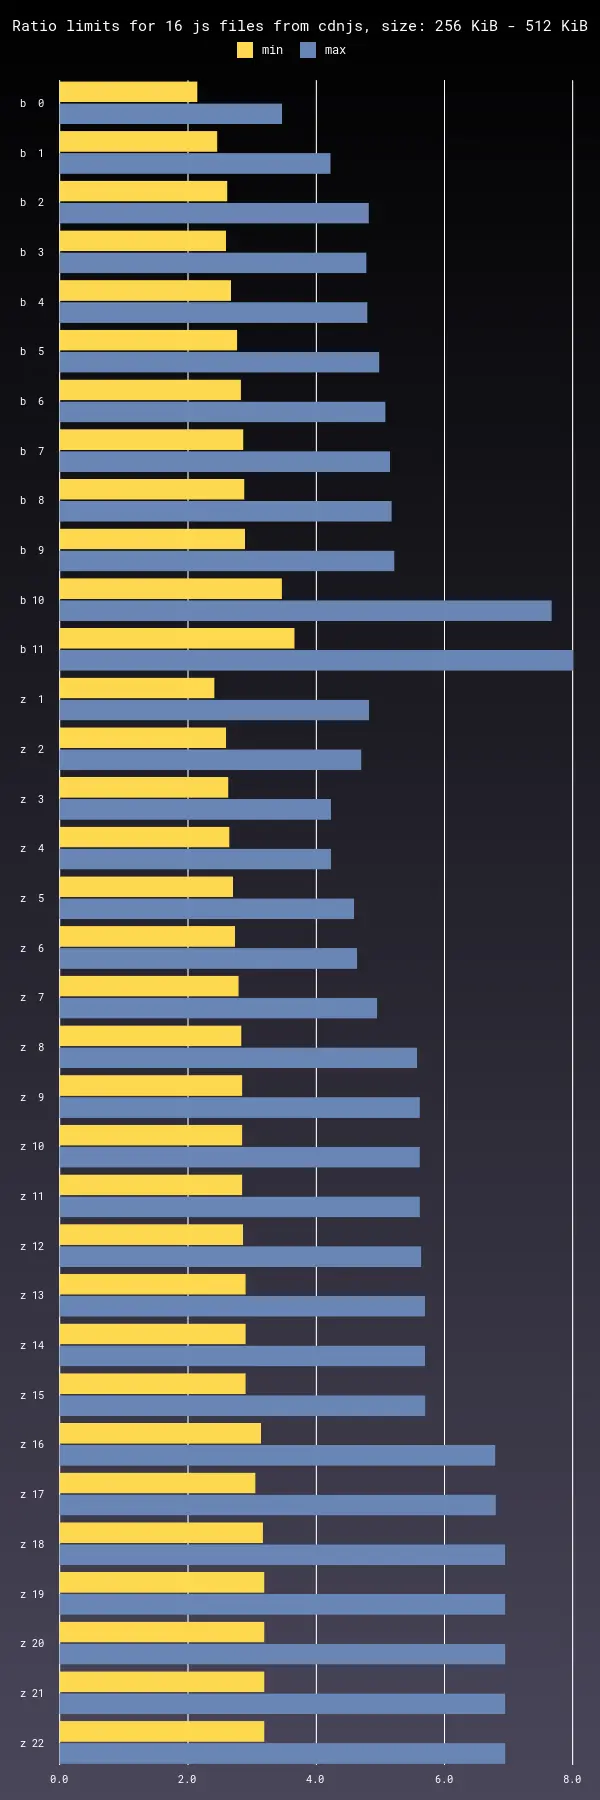 Ratio limits for 16 js files from cdnjs, size: 256 KiB - 512 KiB
min max
b 0
b 1
b 2
b 3
b 4
b 5
b 6
b 7
b 8
b 9
b 10
b 11
z 1
z 2
z 3
z 4
z 5
z 6
z 7
z 8
z 9
z 10
z 11
z 12
z 13
z 14
z 15
z 16
z 17
z 18
z 19
z 20
z 21
z 22
0.0 2.0 4.0 6.0 8.0